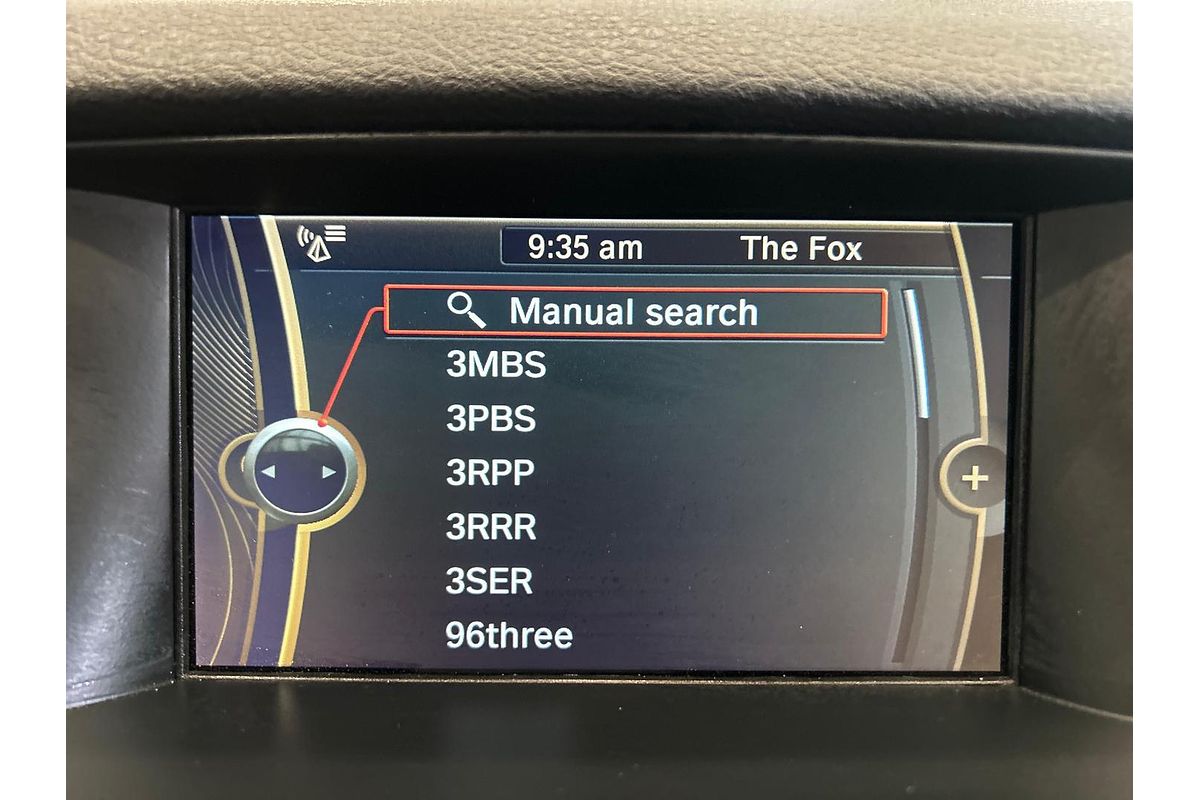 9:35 am The Fox
Manual search
3MBS
3PBS
3RPP
3RRR
3SER
96three